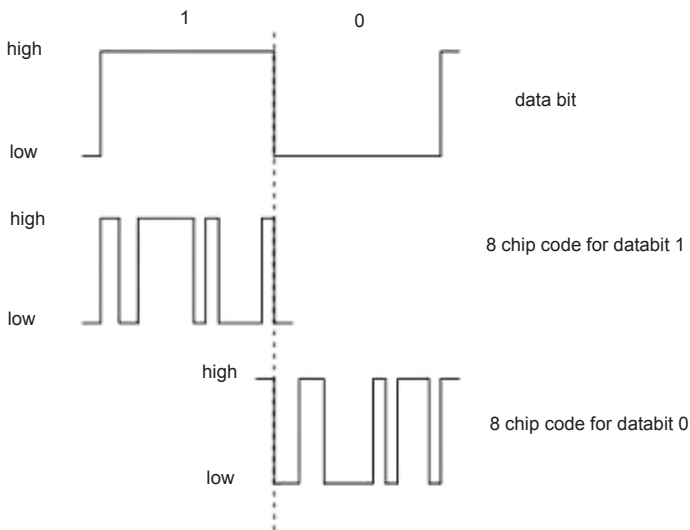 1 0
high
data bit
low
high
8 chip code for databit 1
low
high
8 chip code for databit 0
low